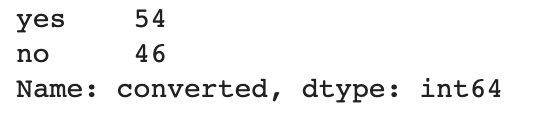 yes    54
no     46
Name: converted, dtype: int64